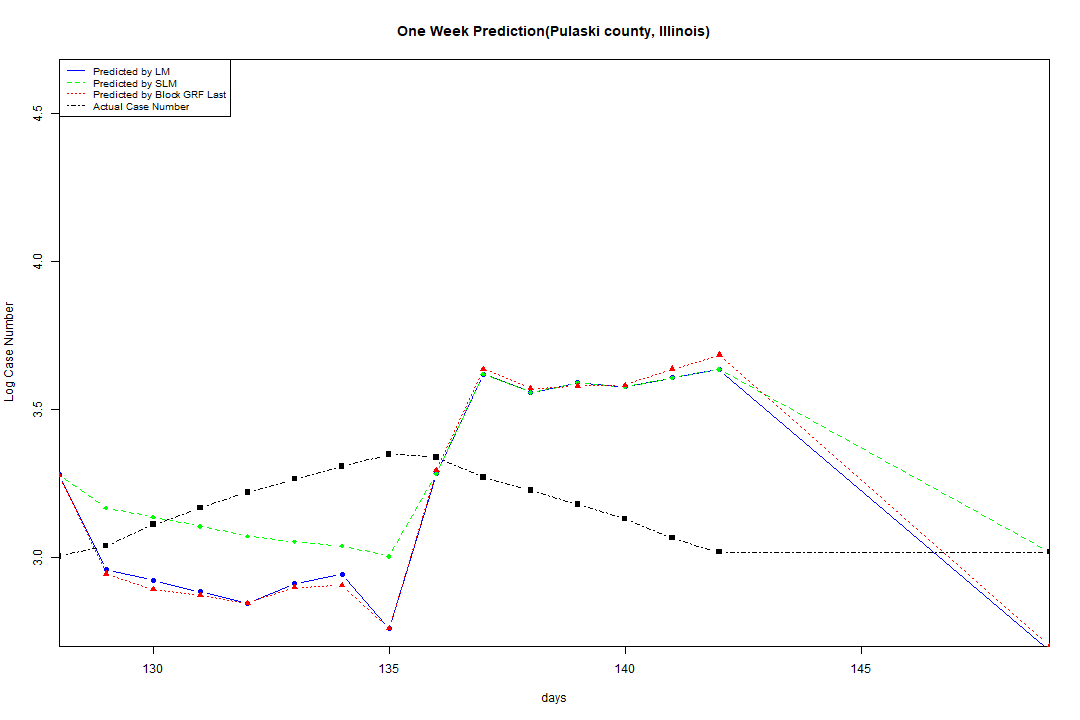 One Week Prediction(Pulaski county, Illinois)
Predicted by LM
Predicted by SLM
Predicted by Block GRF Last
Actual Case Number
4.5
4.0
3.5
3.0
Log Case Number
130 135 140 145
days